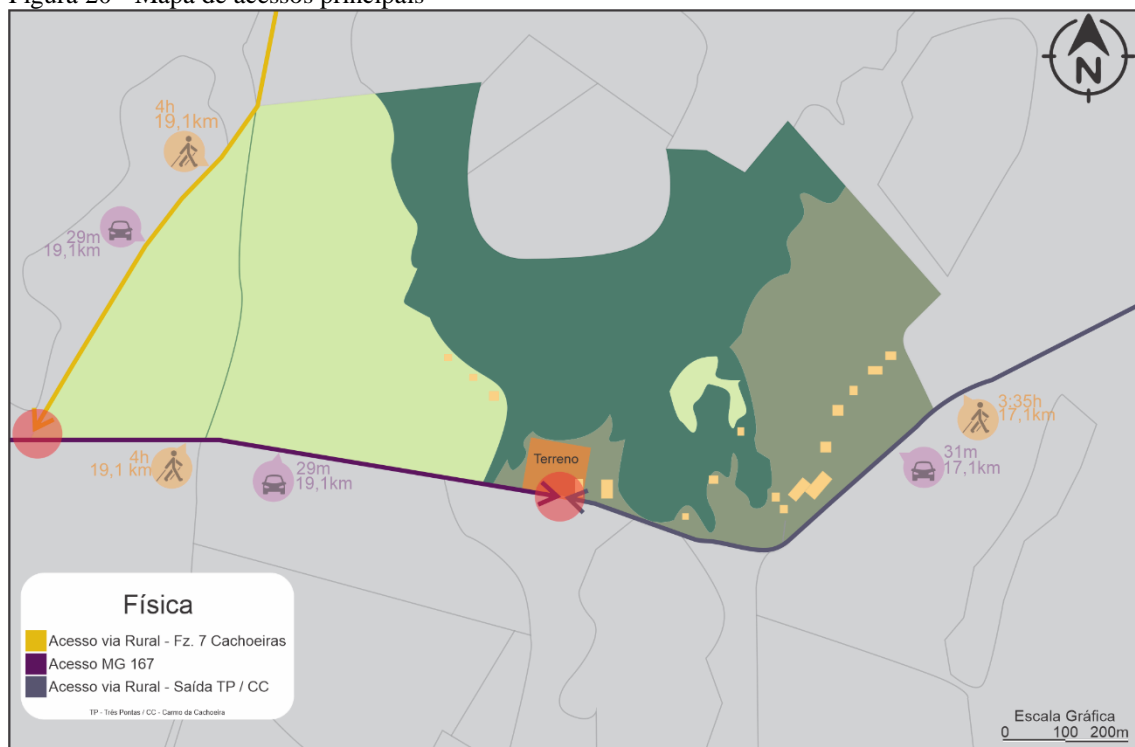 Figura 20 - Mapa de acessos principais
N
4h
19,1km
29m
19,1km
3:35h
17,1km
Terreno
4h
19,1 km
29m
19,1km
31m
17,1km
Física
Acesso via Rural - Fz. 7 Cachoeiras
Acesso MG 167
Acesso via Rural - Saída TP / CC
TP - Três Pontas / CC - Carmo da Cachoeira
Escala Gráfica
0 100 200m